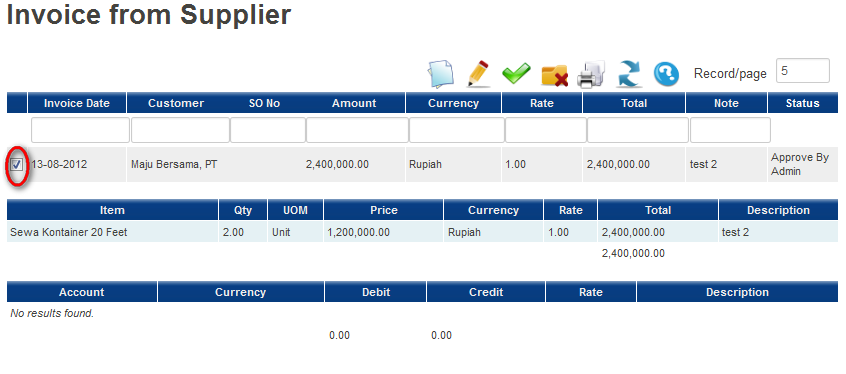 Invoice from Supplier
Record/page 5
Invoice Date Customer SO No Amount Currency Rate Total Note Status
13-08-2012 Maju Bersama, PT 2,400,000.00 Rupiah 1.00 2,400,000.00 test 2 Approve By
Admin
Item Qty UOM Price Currency Rate Total Description
Sewa Kontainer 20 Feet 2.00 Unit 1,200,000.00 Rupiah 1.00 2,400,000.00 test 2
2,400,000.00
Account Currency Debit Credit Rate Description
No results found.
0.00 0.00